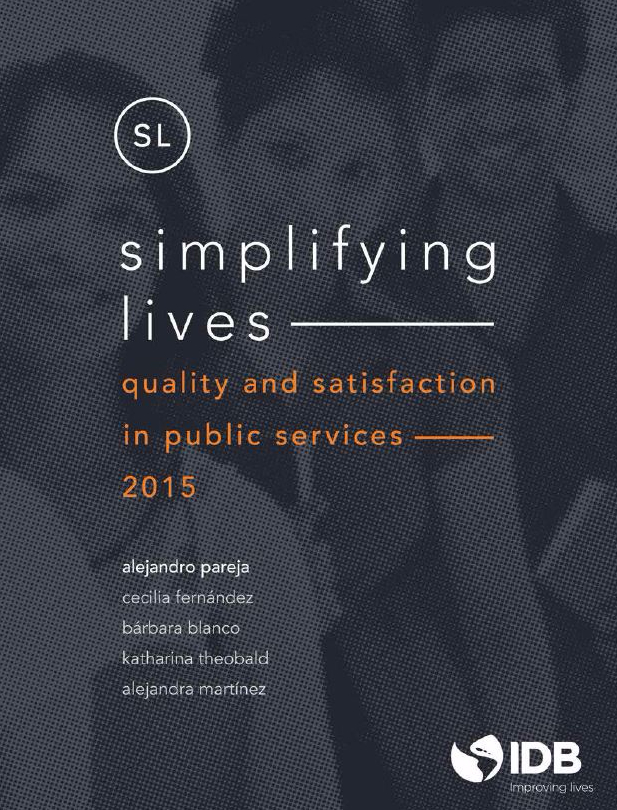 SL
simplifying
lives
quality and satisfaction
in public services
2015
alejandro pareja
cecilia fernández
bárbara blanco
katharina theobald
alejandra martínez
IDB
Improving lives